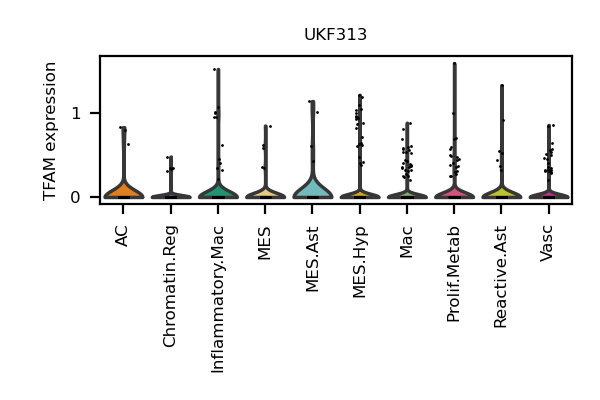 UKF313
TFAM expression
1
0
AC
Chromatin.Reg
Inflammatory.Mac
MES
MES.Ast
MES.Hyp
Mac
Prolif.Metab
Reactive.Ast
Vasc